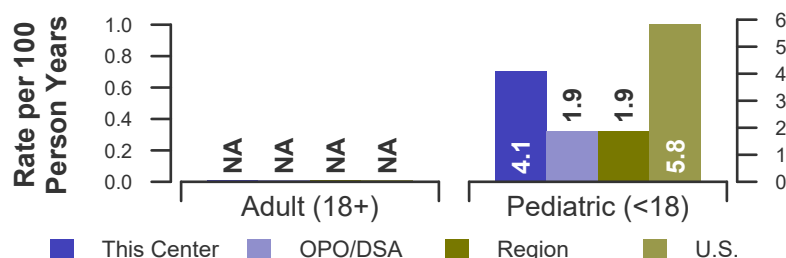 Rate per 100
Person Years
1.0
0.8
0.6
0.4
0.2
0.0
NA NA NA NA
4.1 1.9 1.9 5.8
6
5
4
3
2
1
0
Adult (18+) Pediatric (<18)
This Center OPO/DSA Region U.S.